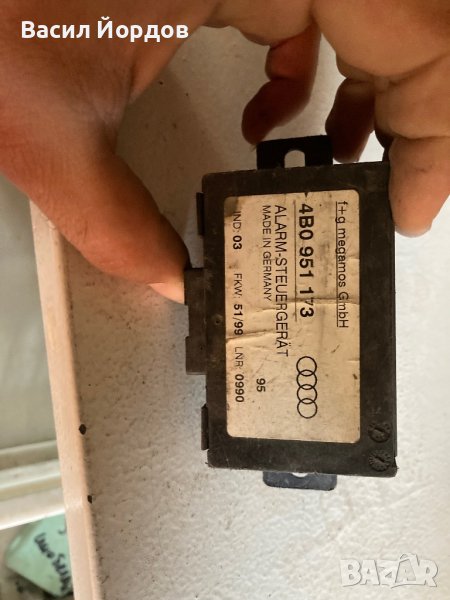 Васил Йордов
f+g megamos GmbH
4B0 951 173
ALARM-STEUERGERÄT
MADE IN GERMANY
95
IND: 03 FKW: 51/99 LNR: 0990
BAZAR